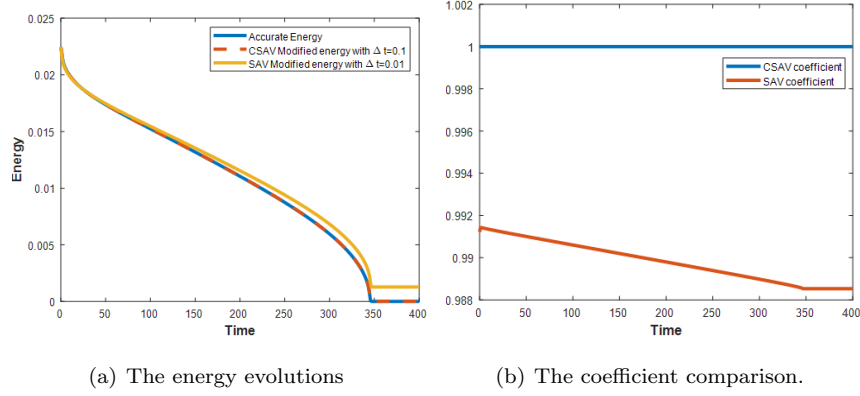 0.025
0.02
0.015
0.01
0.005
0
Energy
0 50 100 150 200 250 300 350 400
Time
Accurate Energy
CSAV Modified energy with Δ t=0.1
SAV Modified energy with Δ t=0.01
(a) The energy evolutions
1.002
1
0.998
0.996
0.994
0.992
0.99
0.988
0 50 100 150 200 250 300 350 400
Time
CSAV coefficient
SAV coefficient
(b) The coefficient comparison.